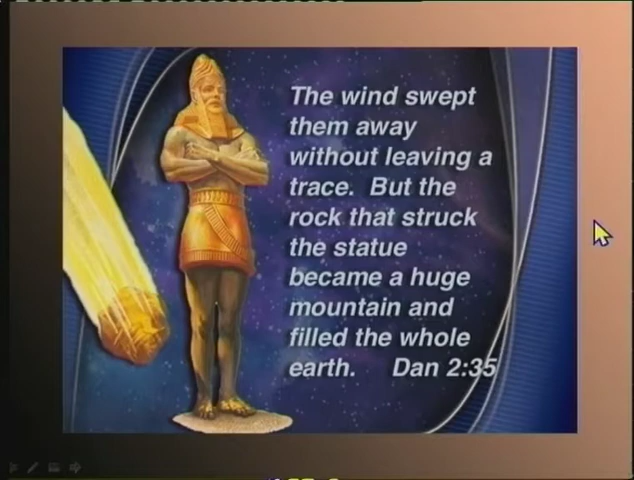 The wind swept
them away
without leaving a
trace. But the
rock that struck
the statue
became a huge
mountain and
filled the whole
earth. Dan 2:35